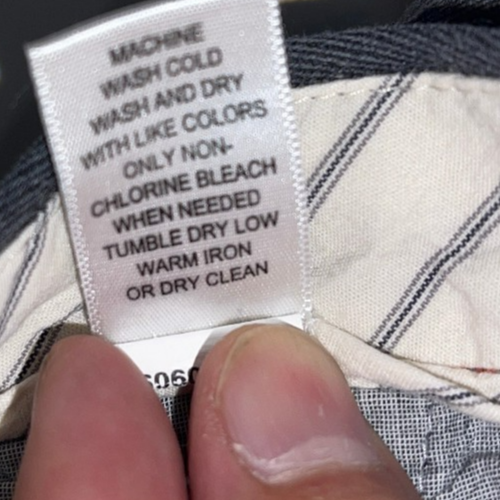 MACHINE
WASH COLD
WASH AND DRY
WITH LIKE COLORS
ONLY NON-
CHLORINE BLEACH
WHEN NEEDED
TUMBLE DRY LOW
WARM IRON
OR DRY CLEAN